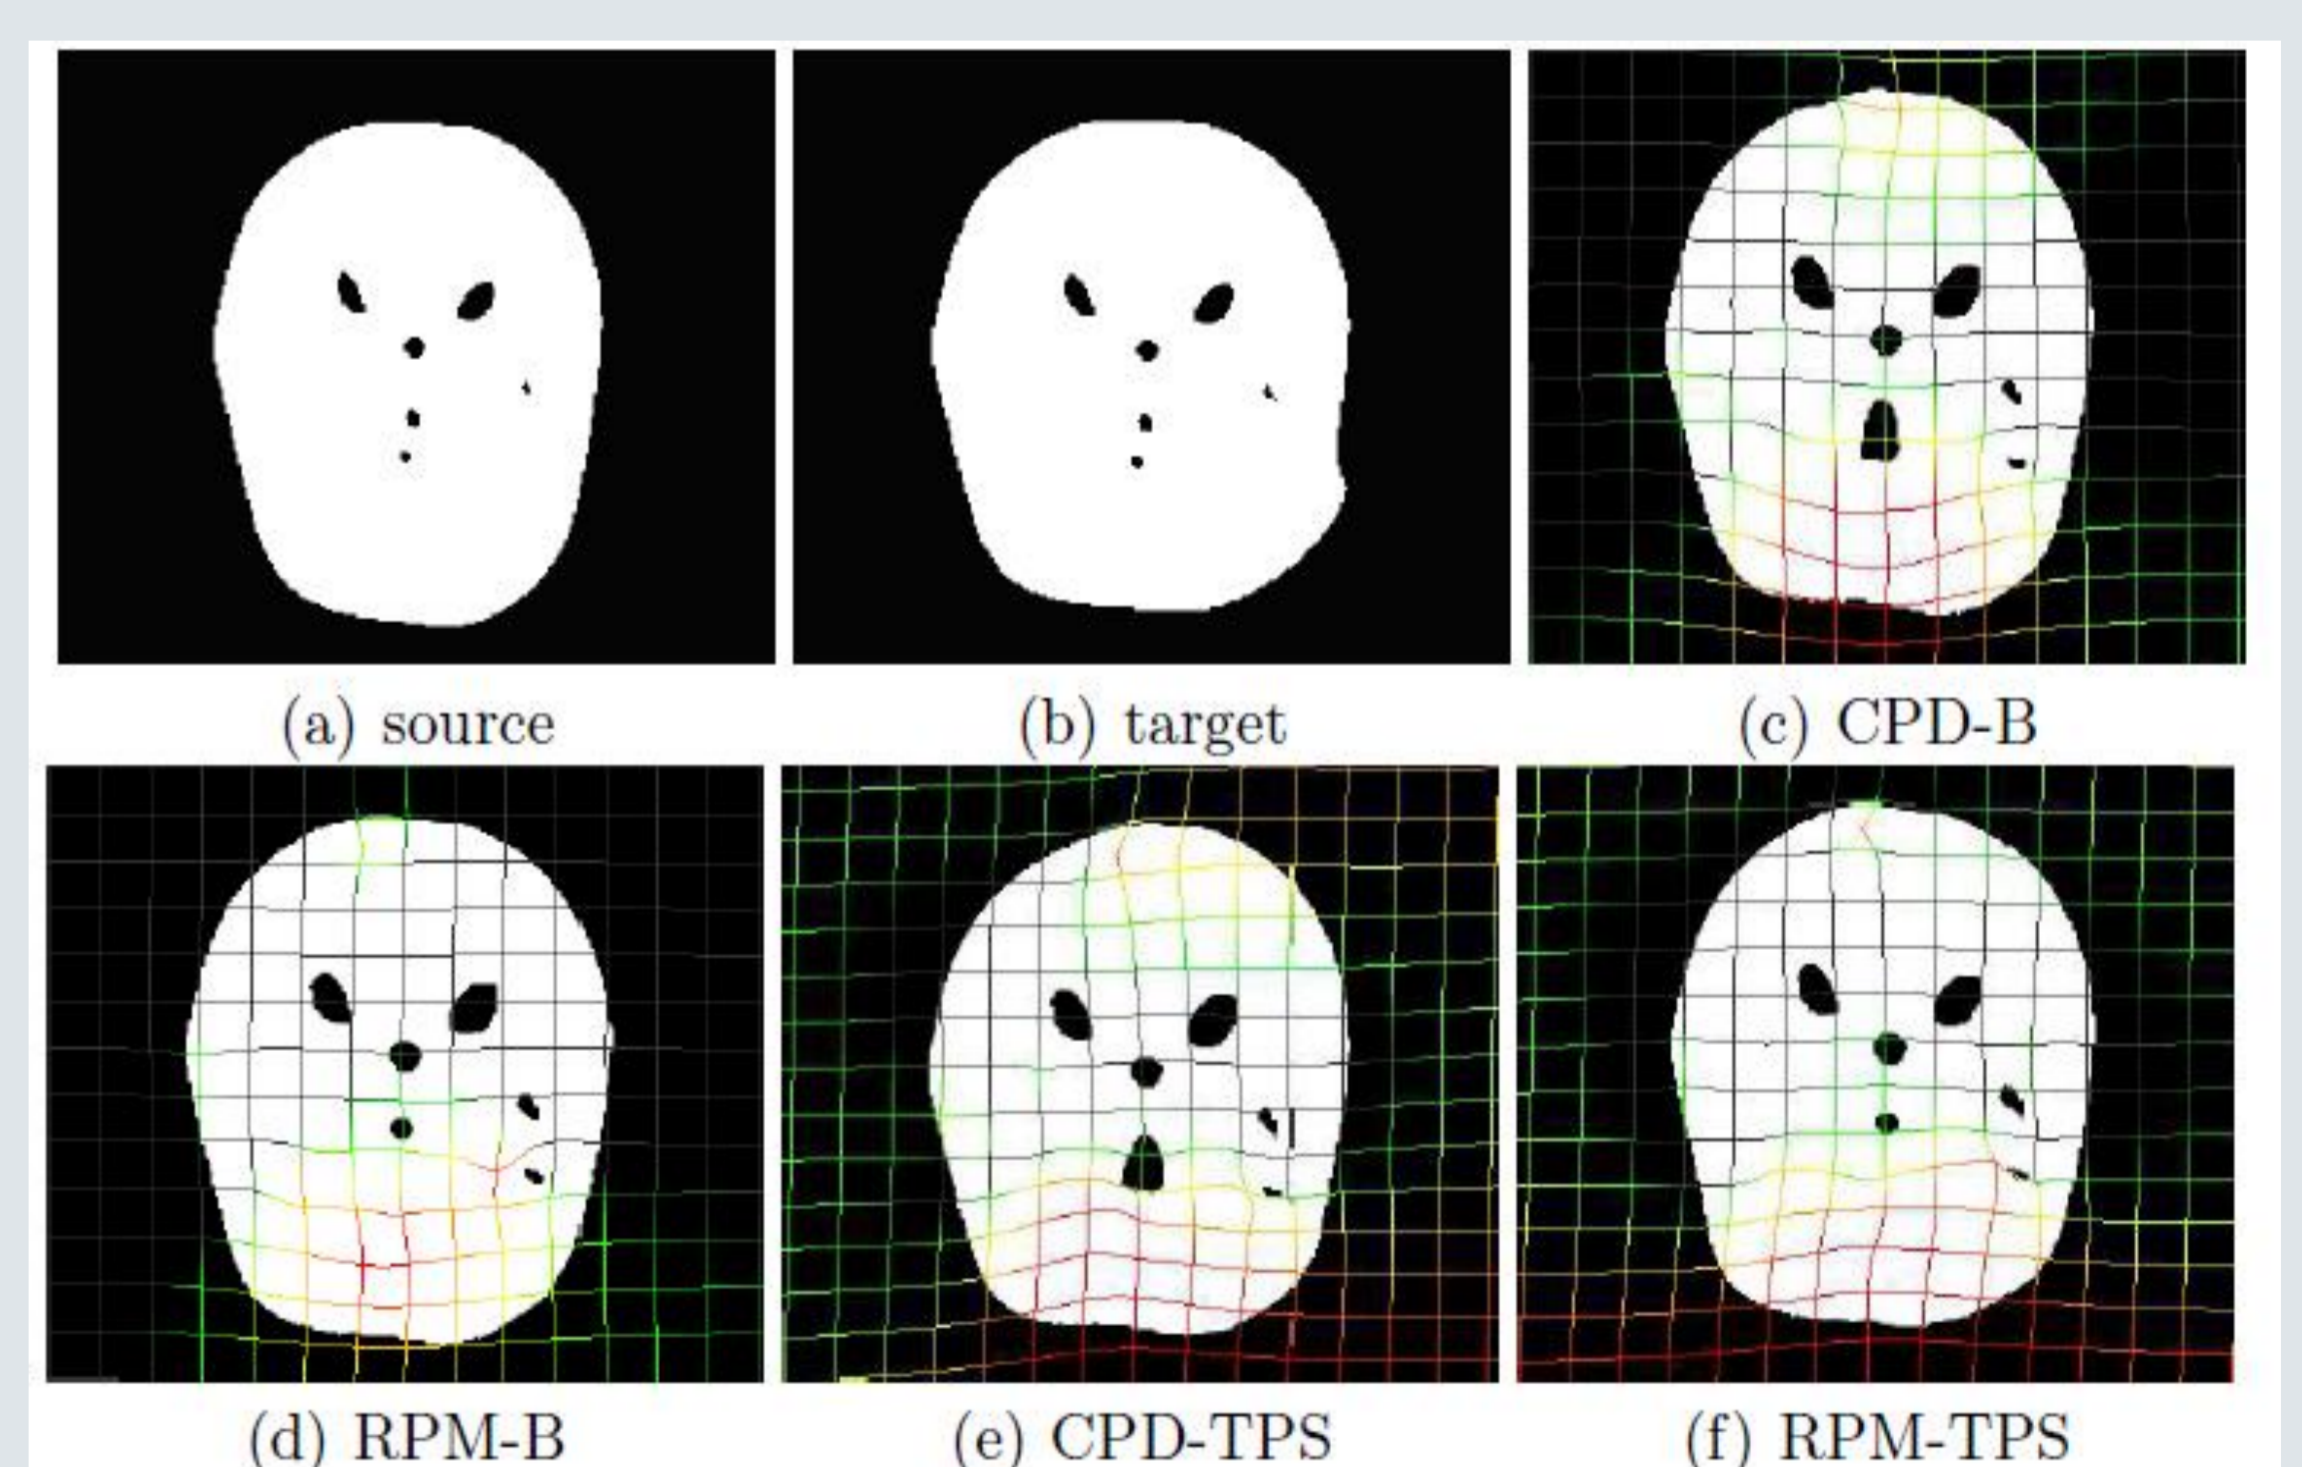 (a) source
(b) target
(c) CPD-B
(d) RPM-B
(e) CPD-TPS
(f) RPM-TPS